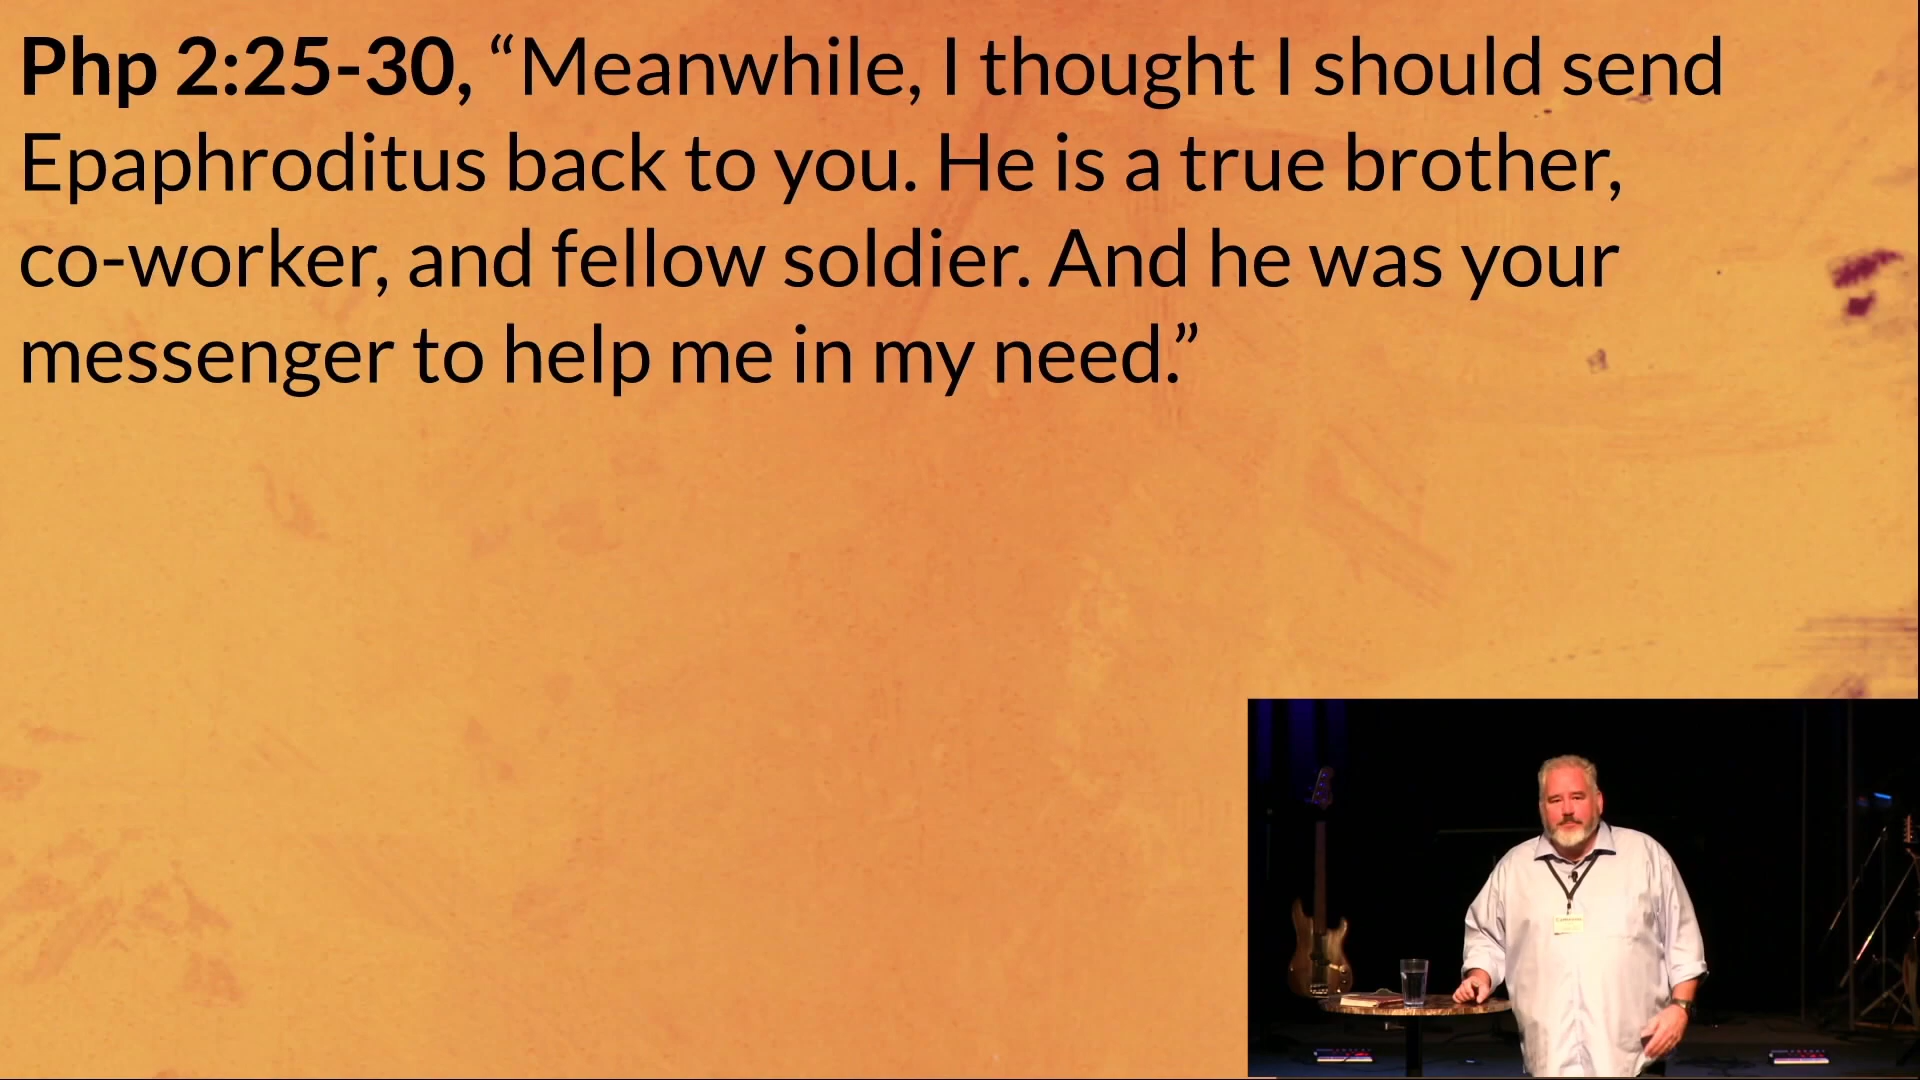 Php 2:25-30, “Meanwhile, I thought I should send
Epaphroditus back to you. He is a true brother,
co-worker, and fellow soldier. And he was your
messenger to help me in my need.”